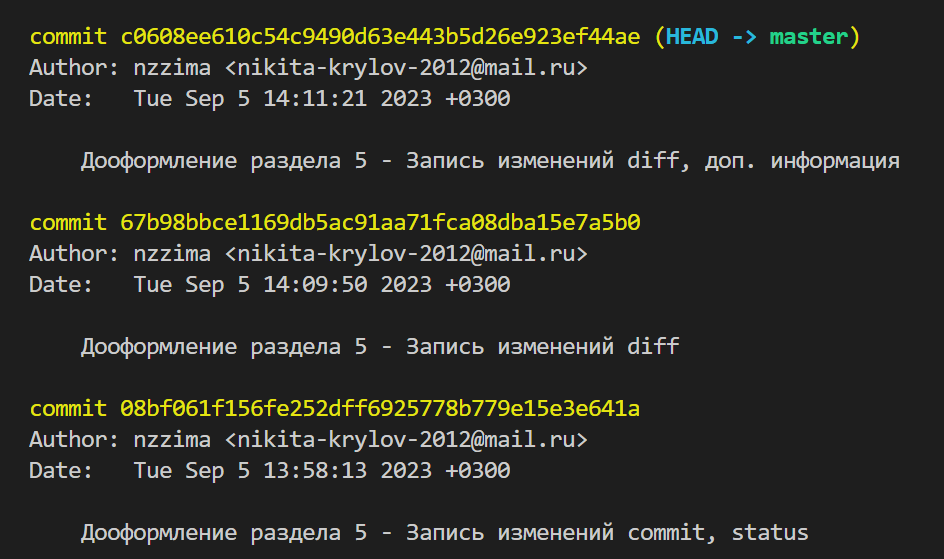 commit c0608ee610c54c9490d63e443b5d26e923ef44ae (HEAD -> master)
Author: nzzima <nikita-krylov-2012@mail.ru>
Date:   Tue Sep 5 14:11:21 2023 +0300
Дооформление раздела 5 - Запись изменений diff, доп. информация
commit 67b98bbce1169db5ac91aa71fca08dba15e7a5b0
Author: nzzima <nikita-krylov-2012@mail.ru>
Date:   Tue Sep 5 14:09:50 2023 +0300
Дооформление раздела 5 - Запись изменений diff
commit 08bf061f156fe252dff6925778b779e15e3e641a
Author: nzzima <nikita-krylov-2012@mail.ru>
Date:   Tue Sep 5 13:58:13 2023 +0300
Дооформление раздела 5 - Запись изменений commit, status